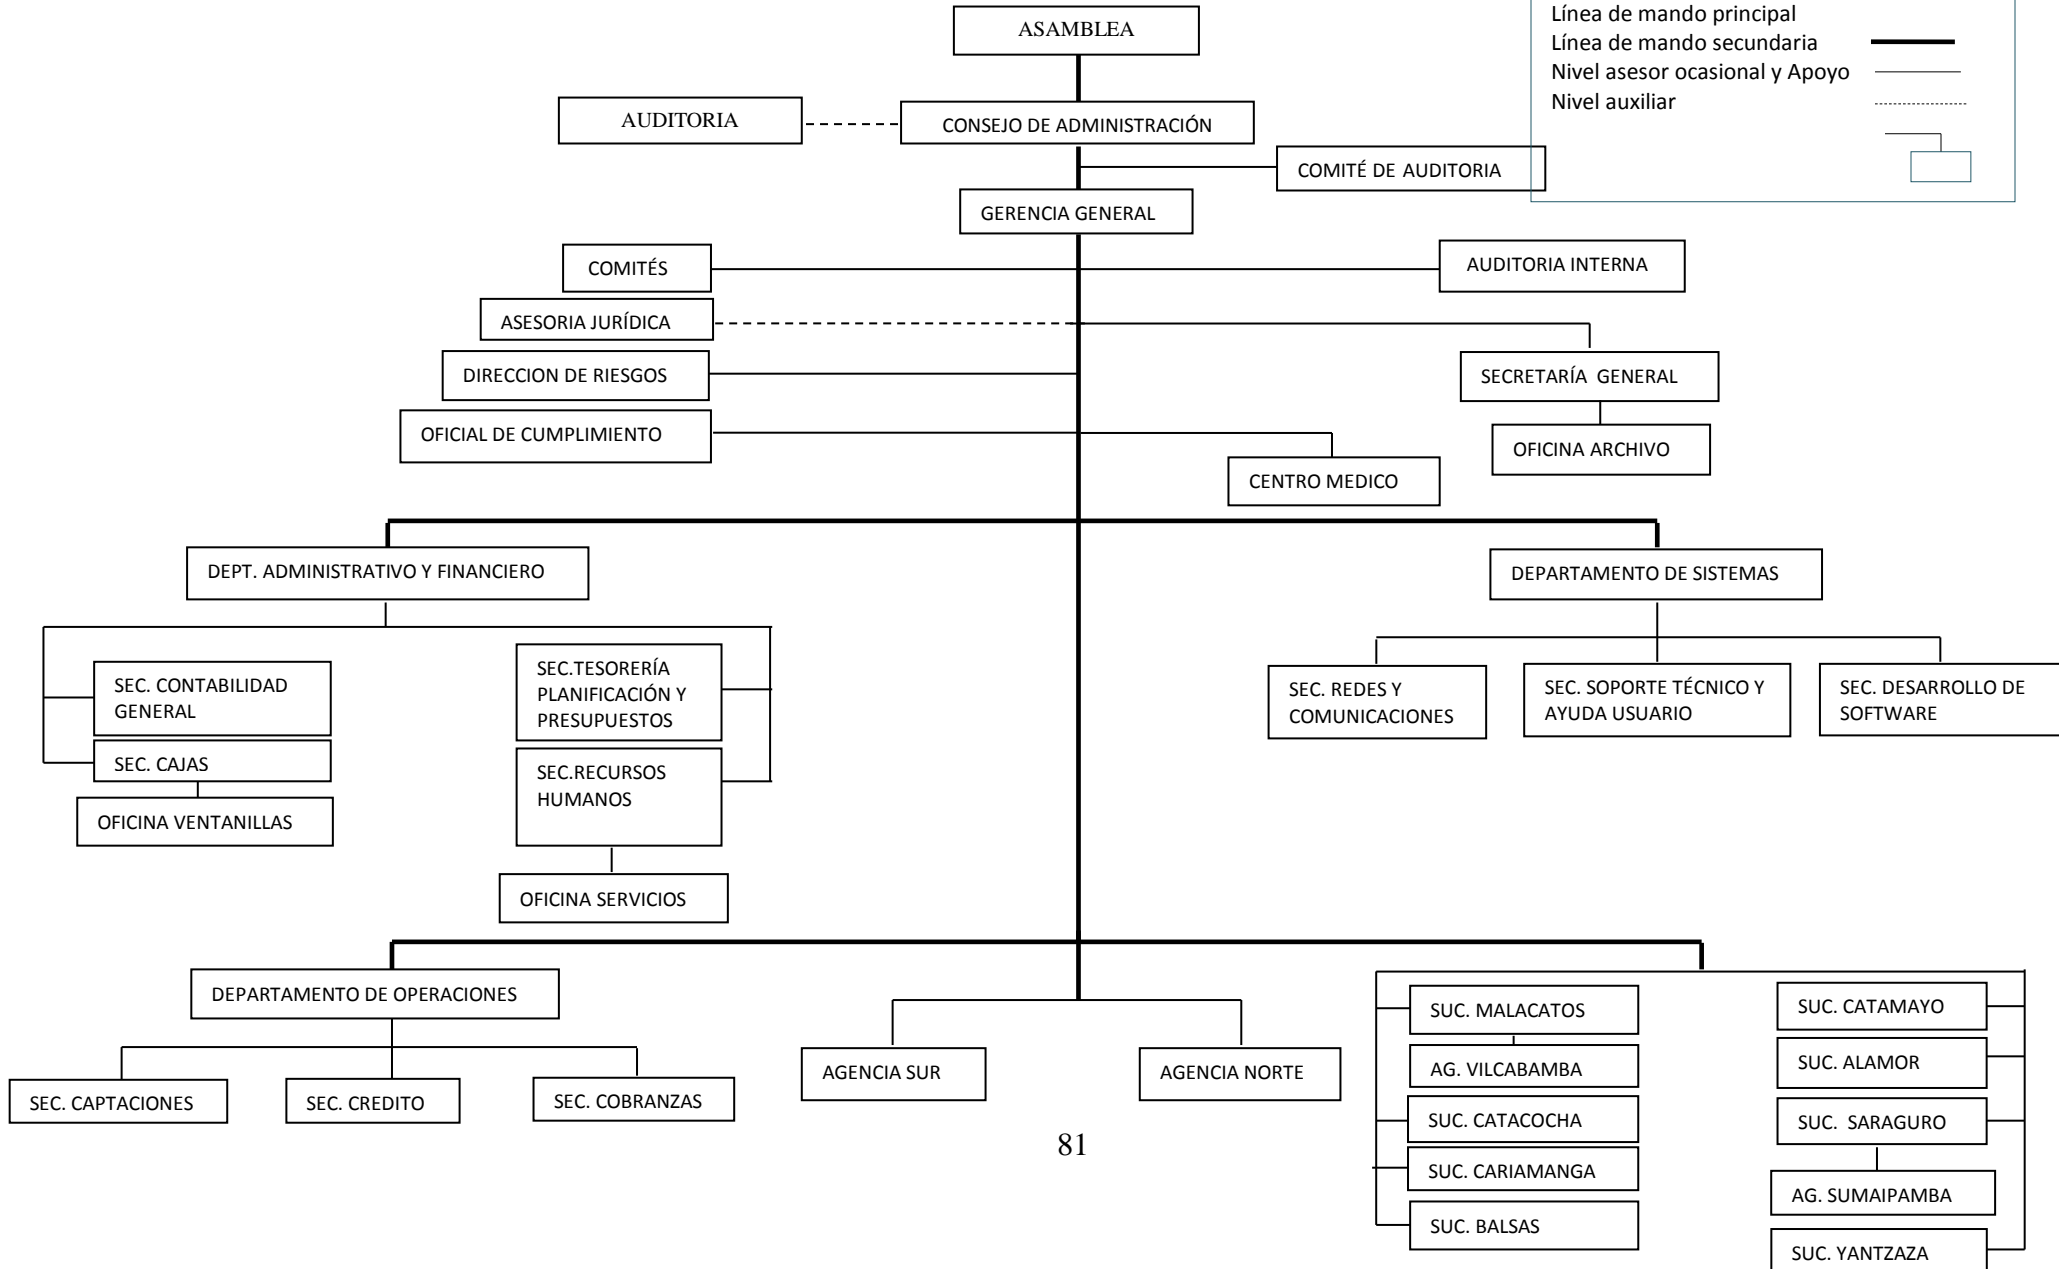 ASAMBLEA
Línea de mando principal
Línea de mando secundaria
Nivel asesor ocasional y Apoyo
Nivel auxiliar
AUDITORIA
CONSEJO DE ADMINISTRACIÓN
COMITÉ DE AUDITORIA
GERENCIA GENERAL
COMITÉS
AUDITORIA INTERNA
ASESORIA JURÍDICA
DIRECCION DE RIESGOS
SECRETARÍA GENERAL
OFICIAL DE CUMPLIMIENTO
OFICINA ARCHIVO
CENTRO MEDICO
DEPT. ADMINISTRATIVO Y FINANCIERO
DEPARTAMENTO DE SISTEMAS
SEC. CONTABILIDAD
GENERAL
SEC. CAJAS
OFICINA VENTANILLAS
SEC.TESORERÍA
PLANIFICACIÓN Y
PRESUPUESTOS
SEC.RECURSOS
HUMANOS
OFICINA SERVICIOS
SEC. REDES Y
COMUNICACIONES
SEC. SOPORTE TÉCNICO Y
AYUDA USUARIO
SEC. DESARROLLO DE
SOFTWARE
DEPARTAMENTO DE OPERACIONES
SEC. CAPTACIONES
SEC. CREDITO
SEC. COBRANZAS
AGENCIA SUR
AGENCIA NORTE
SUC. MALACATOS
AG. VILCABAMBA
SUC. CATACOCHA
SUC. CARIAMANGA
SUC. BALSAS
SUC. CATAMAYO
SUC. ALAMOR
SUC. SARAGURO
AG. SUMAIPAMBA
SUC. YANTZAZA
81